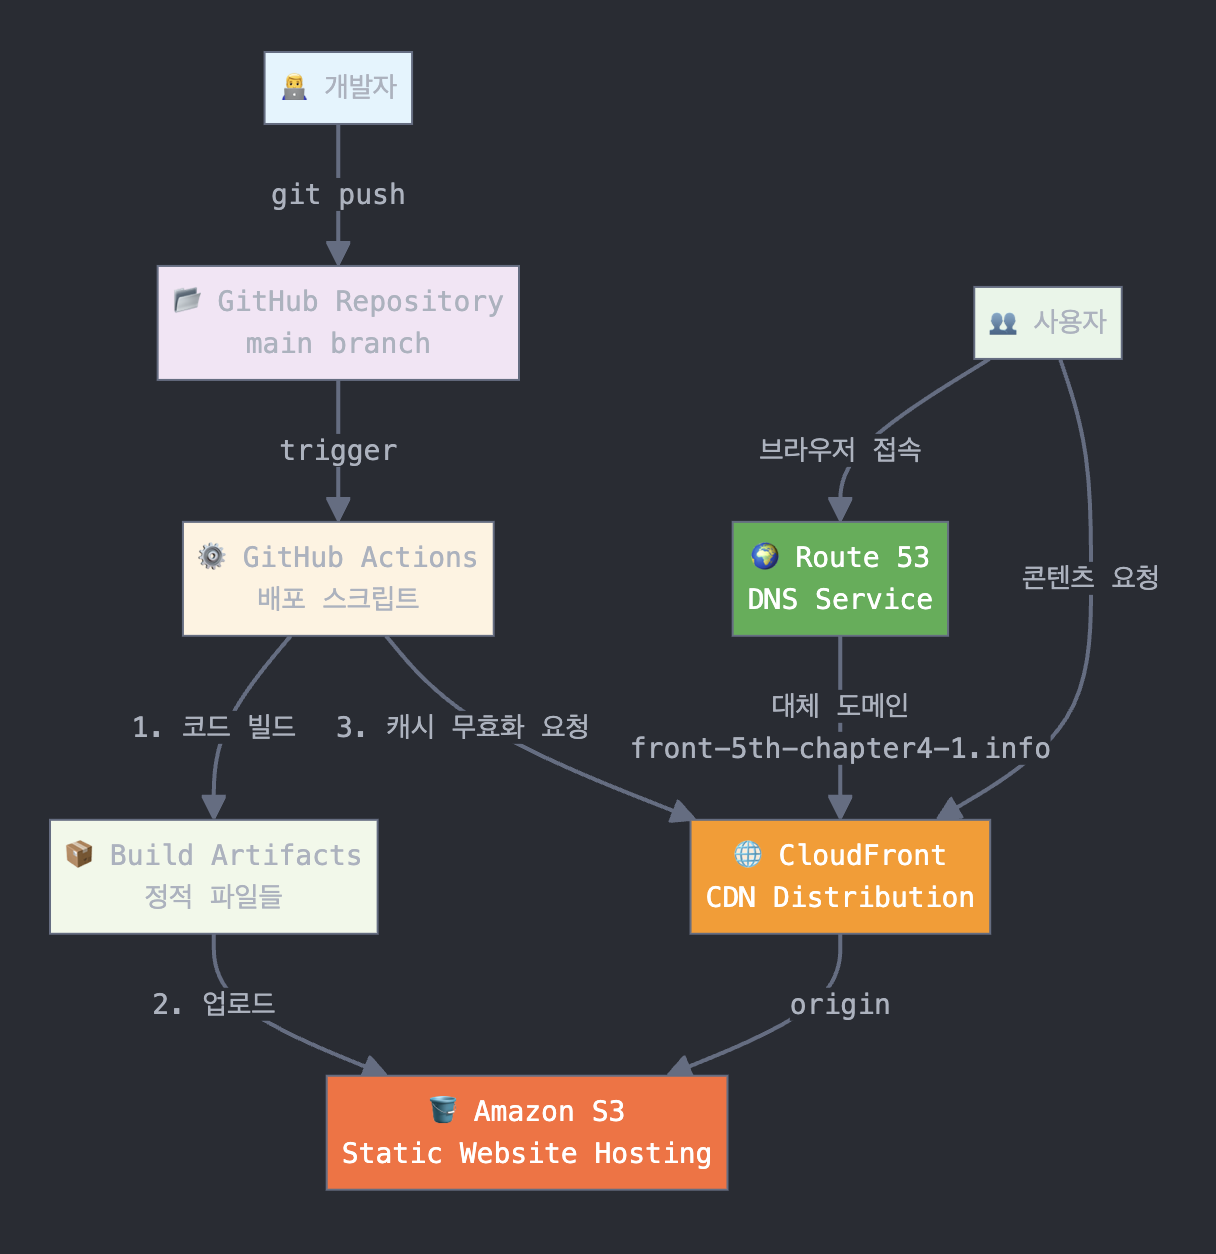 개발자
git push
GitHub Repository
main branch
사용자
trigger
브라우저 접속
GitHub Actions
배포 스크립트
Route 53
DNS Service
콘텐츠 요청
1. 코드 빌드
3. 캐시 무효화 요청
대체 도메인
front-5th-chapter4-1.info
Build Artifacts
정적 파일들
CloudFront
CDN Distribution
2. 업로드
origin
Amazon S3
Static Website Hosting